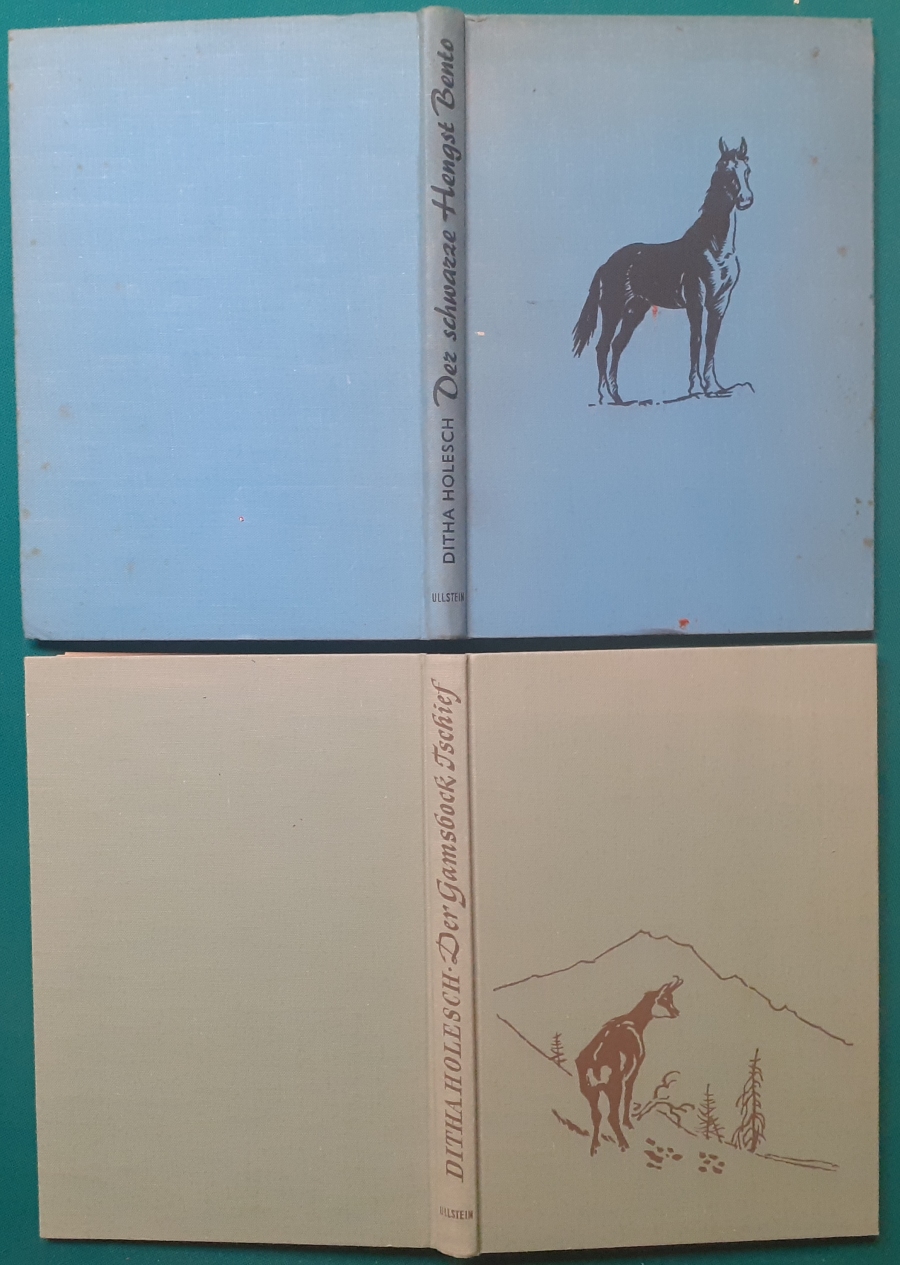 DITHA HOLESCH Der schwarze Hengst Bento
ULLSTEIN
DITHA HOLESCH · Der Gamsbock Tschief
ULLSTEIN